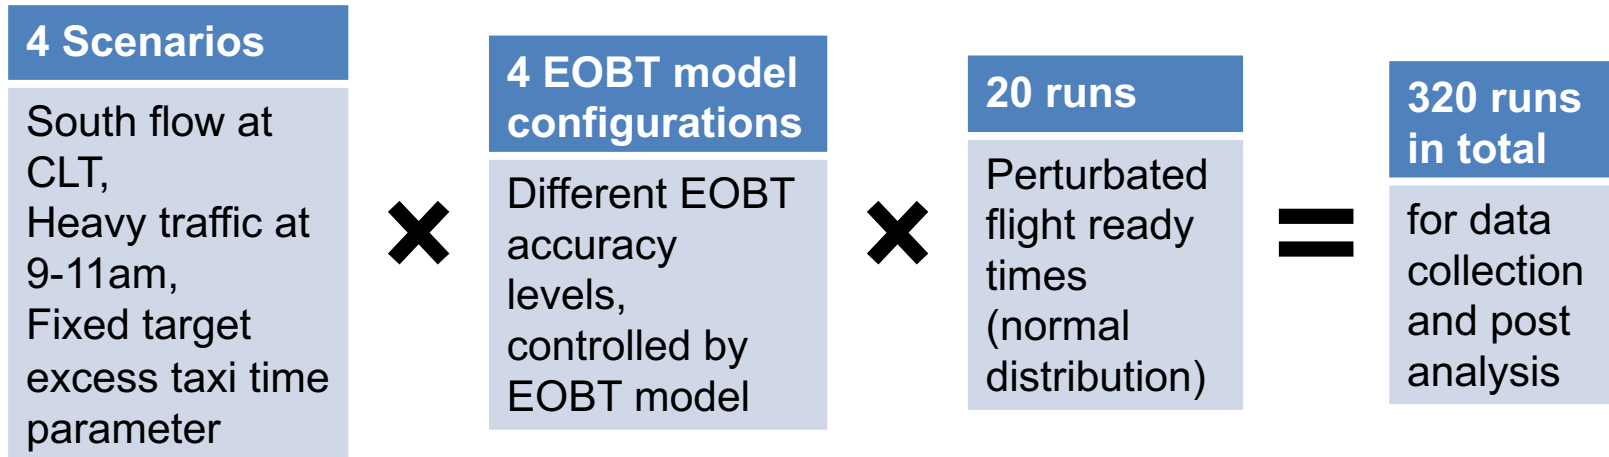 4 Scenarios
South flow at
CLT,
Heavy traffic at
9-11am,
Fixed target
excess taxi time
parameter
×
4 EOBT model
configurations
Different EOBT
accuracy
levels,
controlled by
EOBT model
×
20 runs
Perturbated
flight ready
times
(normal
distribution)
=
320 runs
in total
for data
collection
and post
analysis